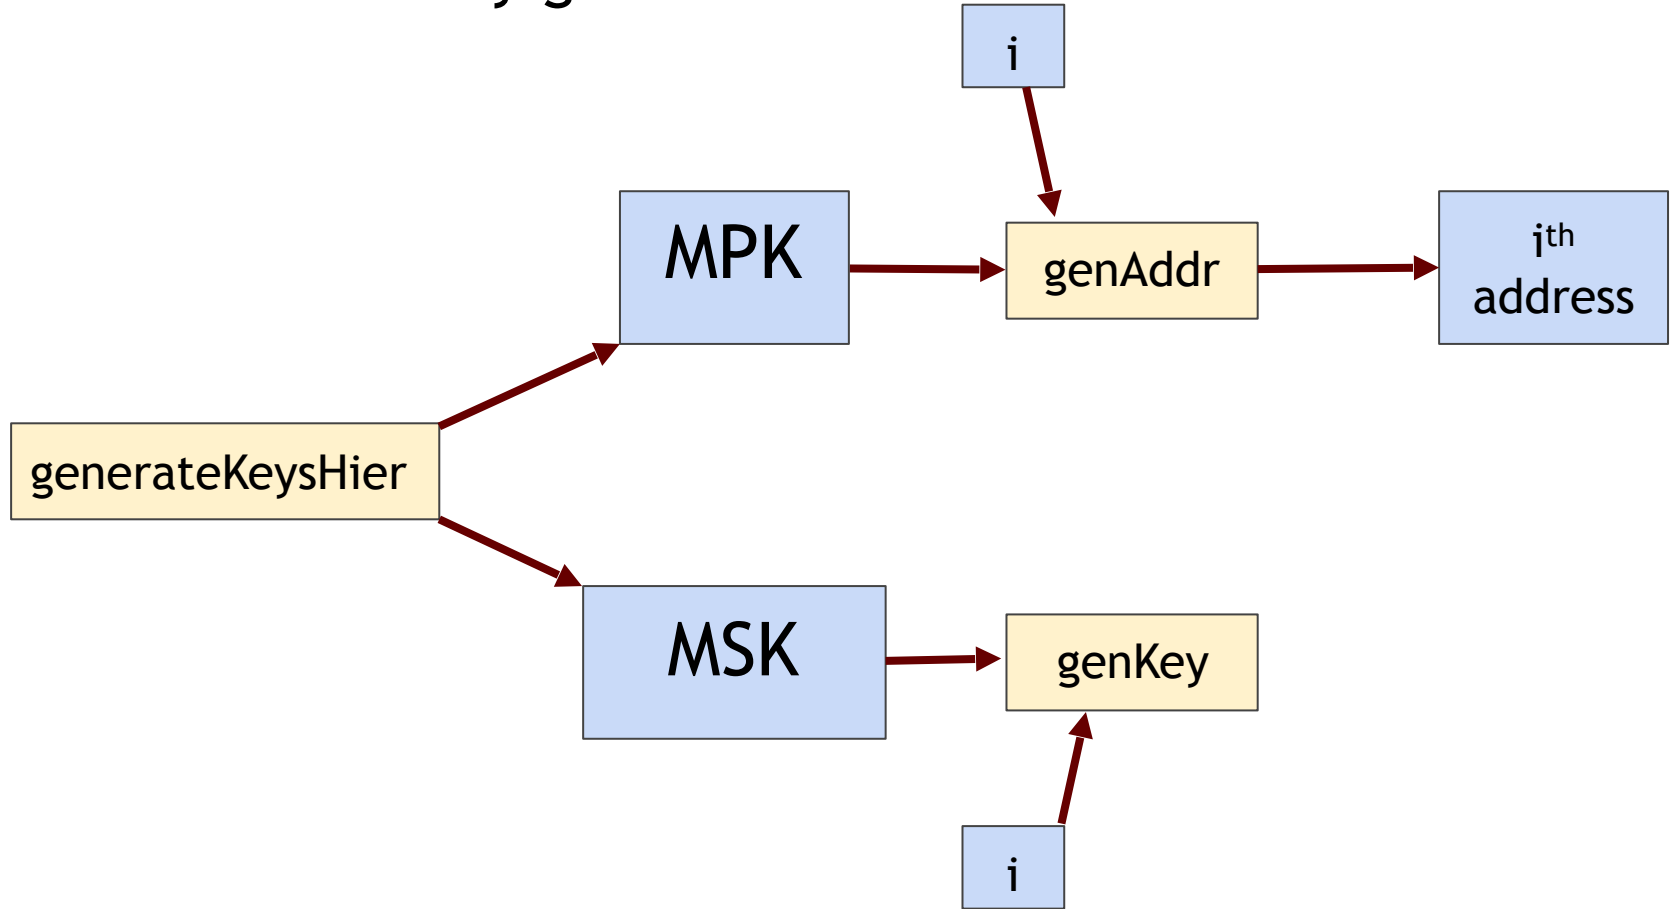 i
MPK
genAddr
iᵗʰ
address
generateKeysHier
MSK
genKey
i